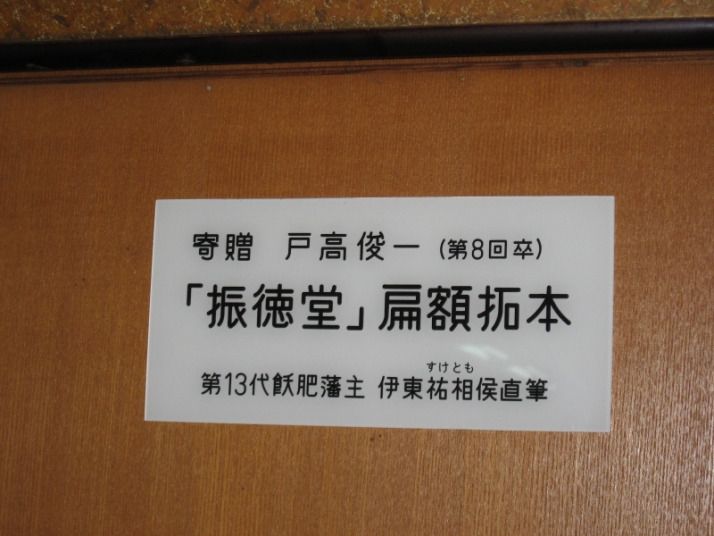 寄贈 戸高俊一 (第8回卒)
「振徳堂」扁額拓本
すけとも
第13代飫肥藩主 伊東祐相侯直筆